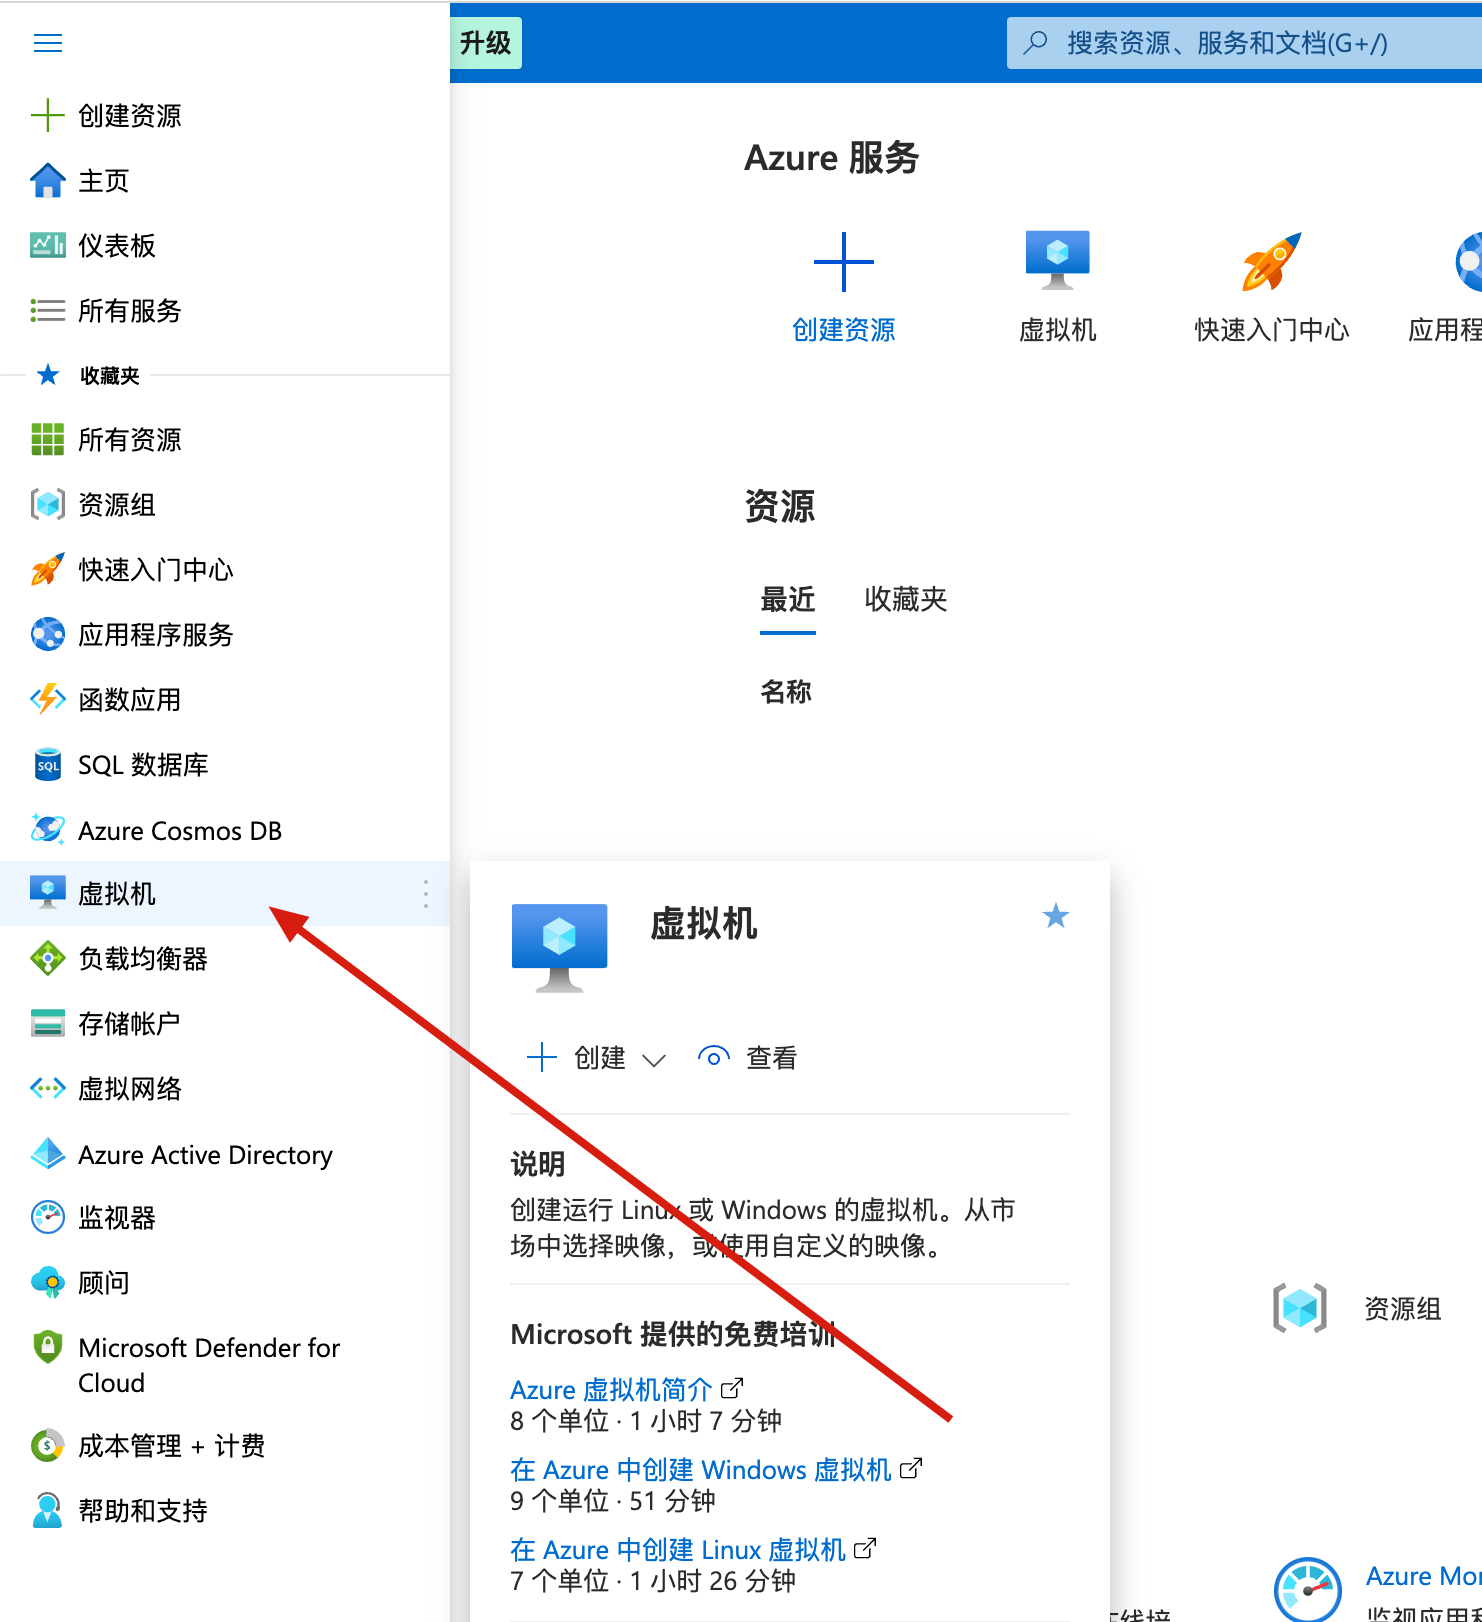 升级
搜索资源、服务和文档(G+/)
创建资源
主页
仪表板
所有服务
收藏夹
所有资源
资源组
快速入门中心
应用程序服务
函数应用
SQL 数据库
Azure Cosmos DB
虚拟机
负载均衡器
存储帐户
虚拟网络
Azure Active Directory
监视器
顾问
Microsoft Defender for
Cloud
成本管理 + 计费
帮助和支持
Azure 服务
创建资源
虚拟机
快速入门中心
应用程
资源
最近
收藏夹
名称
虚拟机
创建
查看
说明
创建运行 Linux 或 Windows 的虚拟机。从市
场中选择映像，或使用自定义的映像。
Microsoft 提供的免费培训
Azure 虚拟机简介
8 个单位 · 1 小时 7 分钟
在 Azure 中创建 Windows 虚拟机
9 个单位 · 51 分钟
在 Azure 中创建 Linux 虚拟机
7 个单位 · 1 小时 26 分钟
资源组
Azure Mon
监视应用程